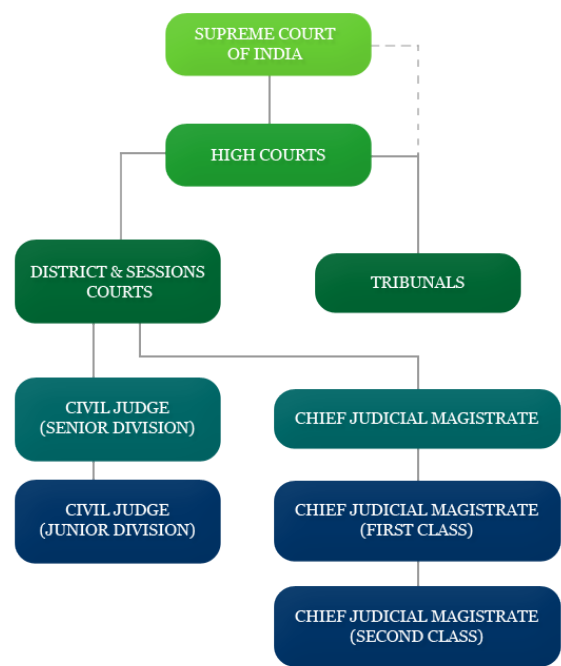 SUPREME COURT
OF INDIA
HIGH COURTS
DISTRICT & SESSIONS
COURTS
TRIBUNALS
CIVIL JUDGE
(SENIOR DIVISION)
CHIEF JUDICIAL MAGISTRATE
CIVIL JUDGE
(JUNIOR DIVISION)
CHIEF JUDICIAL MAGISTRATE
(FIRST CLASS)
CHIEF JUDICIAL MAGISTRATE
(SECOND CLASS)